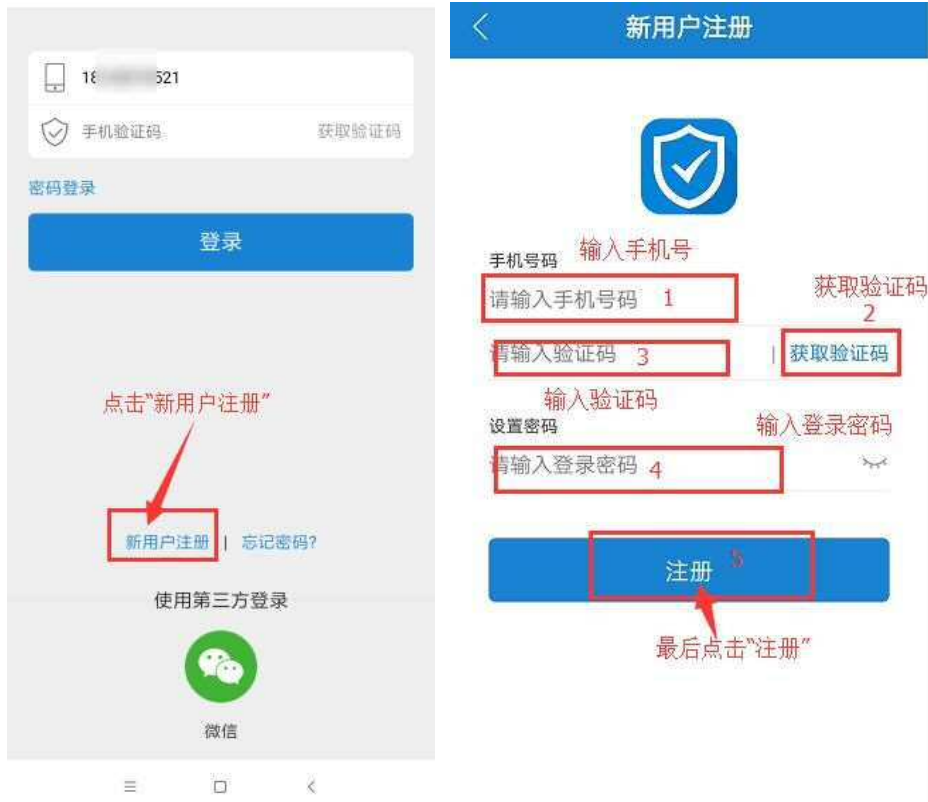 18 521
手机验证码 获取验证码
密码登录
登录
点击“新用户注册”
新用户注册 | 忘记密码?
使用第三方登录
微信
新用户注册
手机号码 输入手机号
请输入手机号码 1
获取验证码
2
请输入验证码 3 | 获取验证码
输入验证码
设置密码 输入登录密码
请输入登录密码 4
注册 5
最后点击“注册”